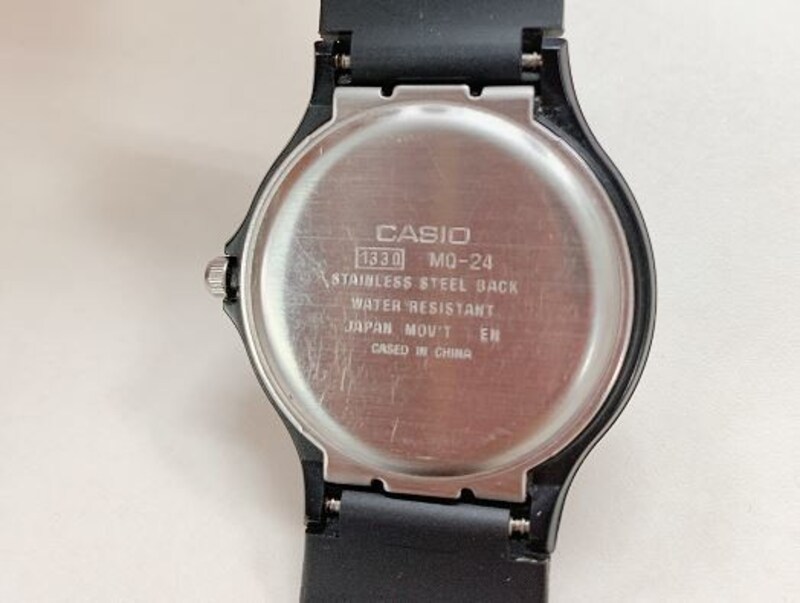 CASIO
1330 MQ-24
STAINLESS STEEL BACK
WATER RESISTANT
JAPAN MOV'T EN
CASED IN CHINA